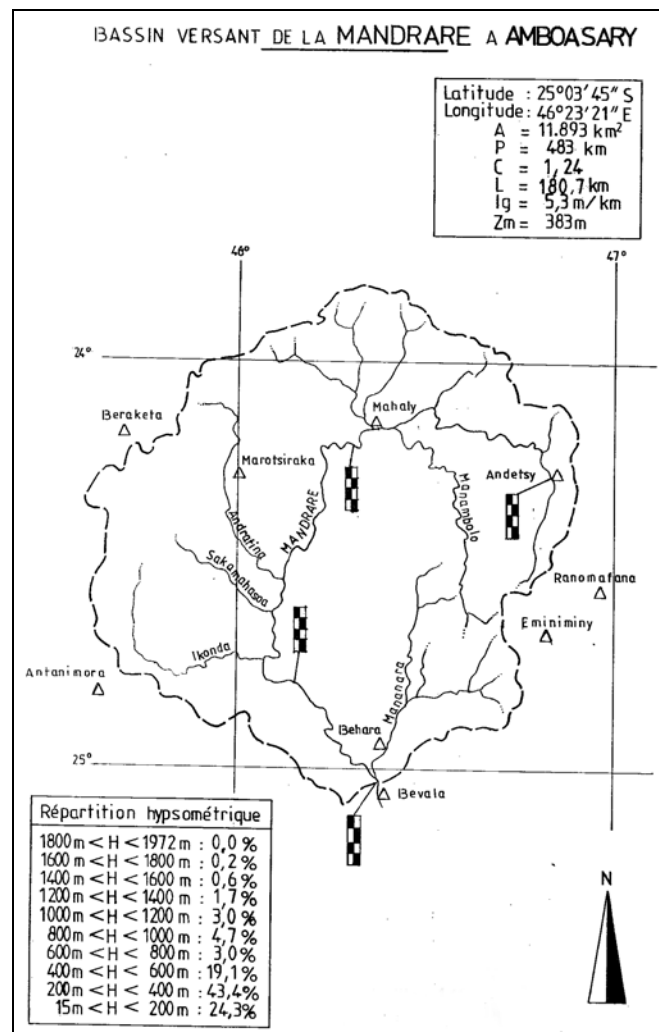 BASSIN VERSANT DE LA MANDRARE A AMBOASARY
Latitude : 25°03'45" S
Longitude : 46°23'21" E
A = 11.893 km²
P = 483 km
C = 1,24
L = 180,7 km
Ig = 5,3 m/km
Zm = 383m
46°
47°
24°
Beraketa
Mahaly
Marotsiraka
Andetsy
MANDRARE
Manambolo
Andratina
Sakamahasoa
Ranomafana
Eminiminy
Ikonda
Antanimora
Mananara
Behara
25°
Bevala
Répartition hypsométrique
1800 m < H < 1972 m : 0,0 %
1600 m < H < 1800 m : 0,2 %
1400 m < H < 1600 m : 0,6 %
1200 m < H < 1400 m : 1,7 %
1000 m < H < 1200 m : 3,0 %
800 m < H < 1000 m : 4,7 %
600 m < H < 800 m : 3,0 %
400 m < H < 600 m : 19,1 %
200 m < H < 400 m : 43,4 %
15 m < H < 200 m : 24,3 %
N